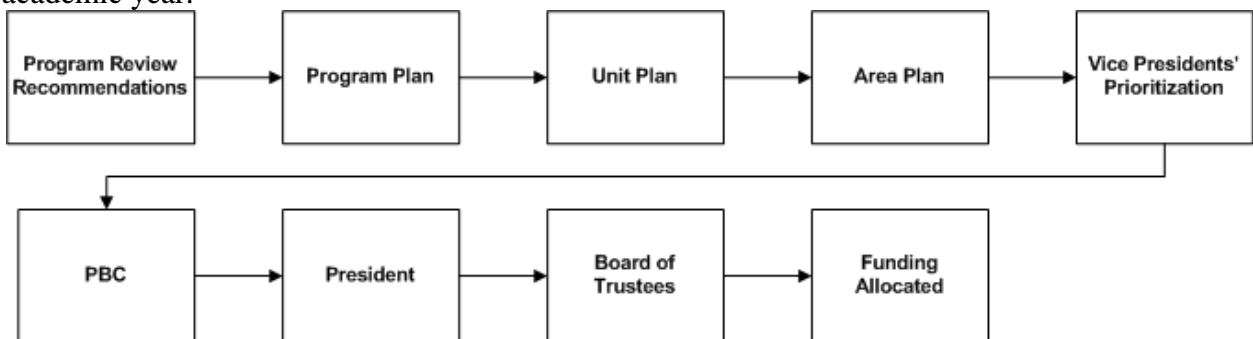 academic year.
Program Review
Recommendations
Program Plan
Unit Plan
Area Plan
Vice Presidents'
Prioritization
PBC
President
Board of
Trustees
Funding
Allocated